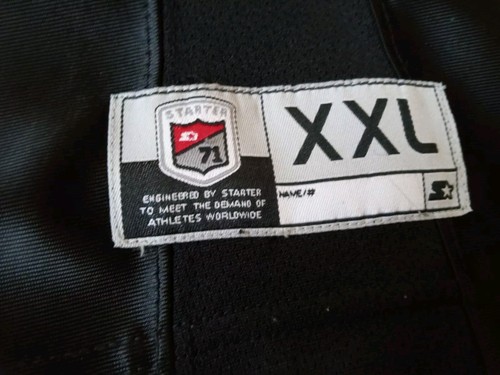 STARTER
71
XXL
NAME/#
ENGINEERED BY STARTER
TO MEET THE DEMAND OF
ATHLETES WORLDWIDE